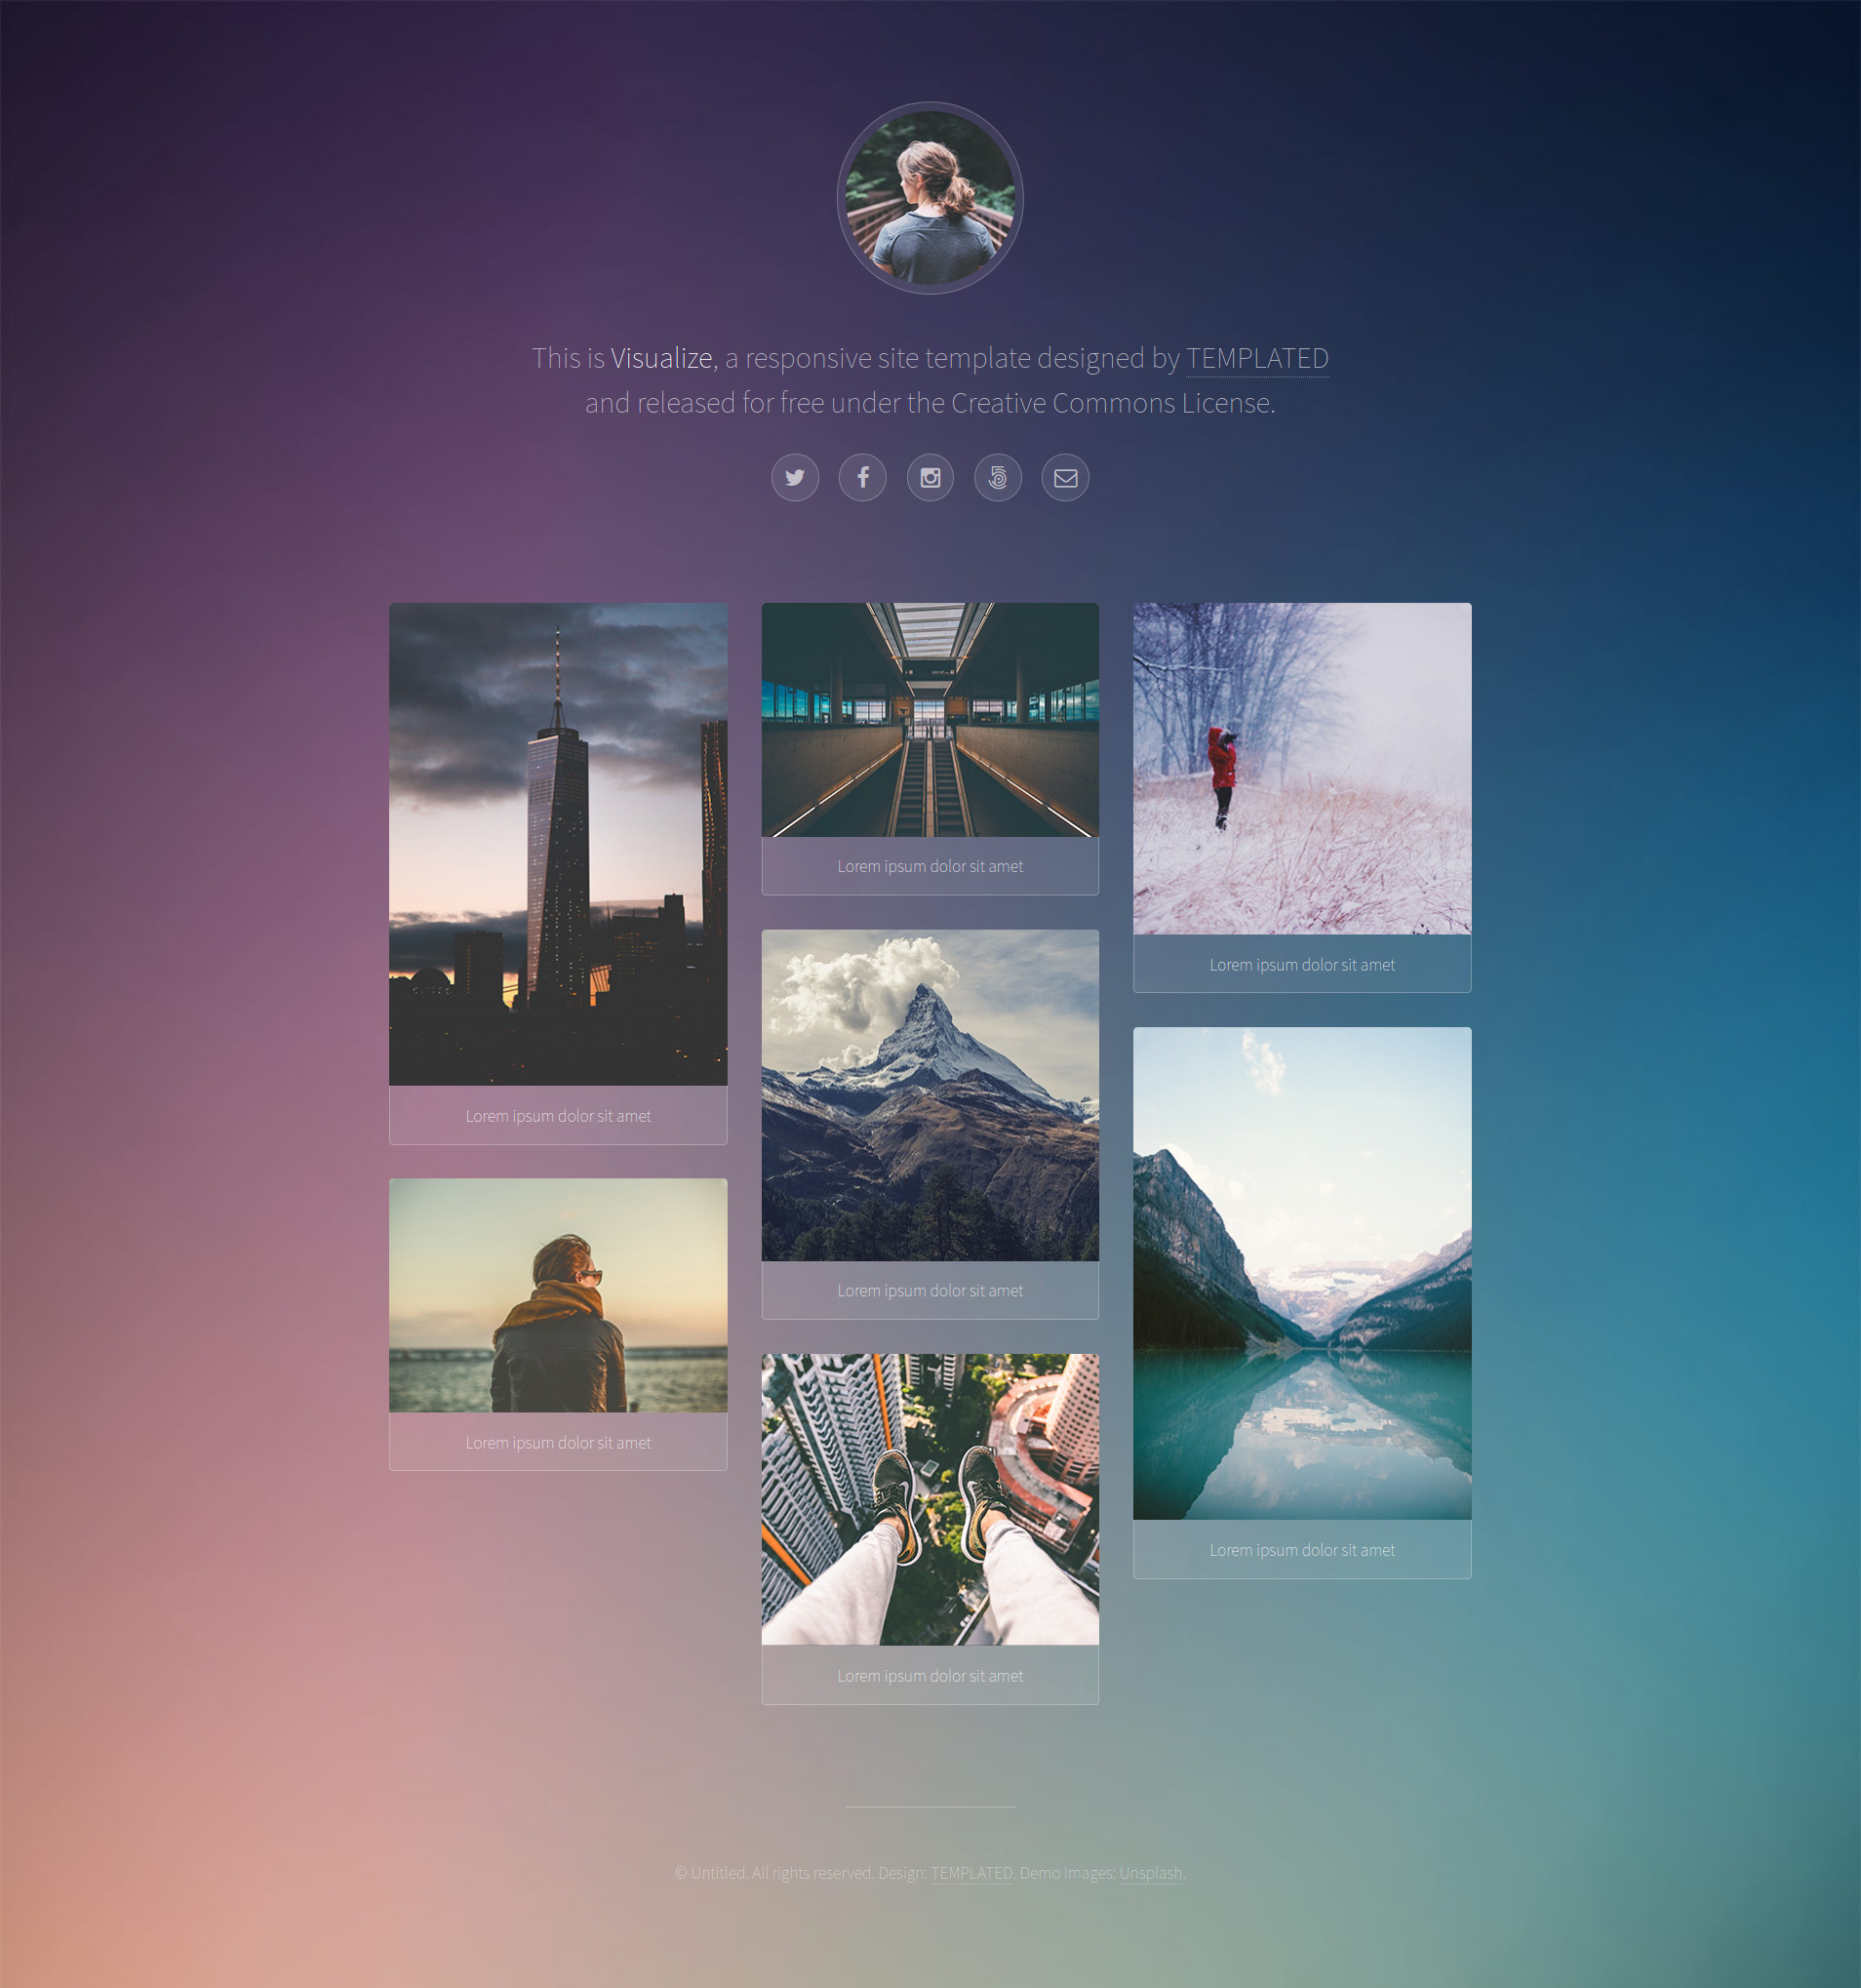 This is Visualize, a responsive site template designed by TEMPLATED
and released for free under the Creative Commons License.
Lorem ipsum dolor sit amet
Lorem ipsum dolor sit amet
Lorem ipsum dolor sit amet
Lorem ipsum dolor sit amet
Lorem ipsum dolor sit amet
Lorem ipsum dolor sit amet
Lorem ipsum dolor sit amet
© Untitled. All rights reserved. Design: TEMPLATED. Demo Images: Unsplash.